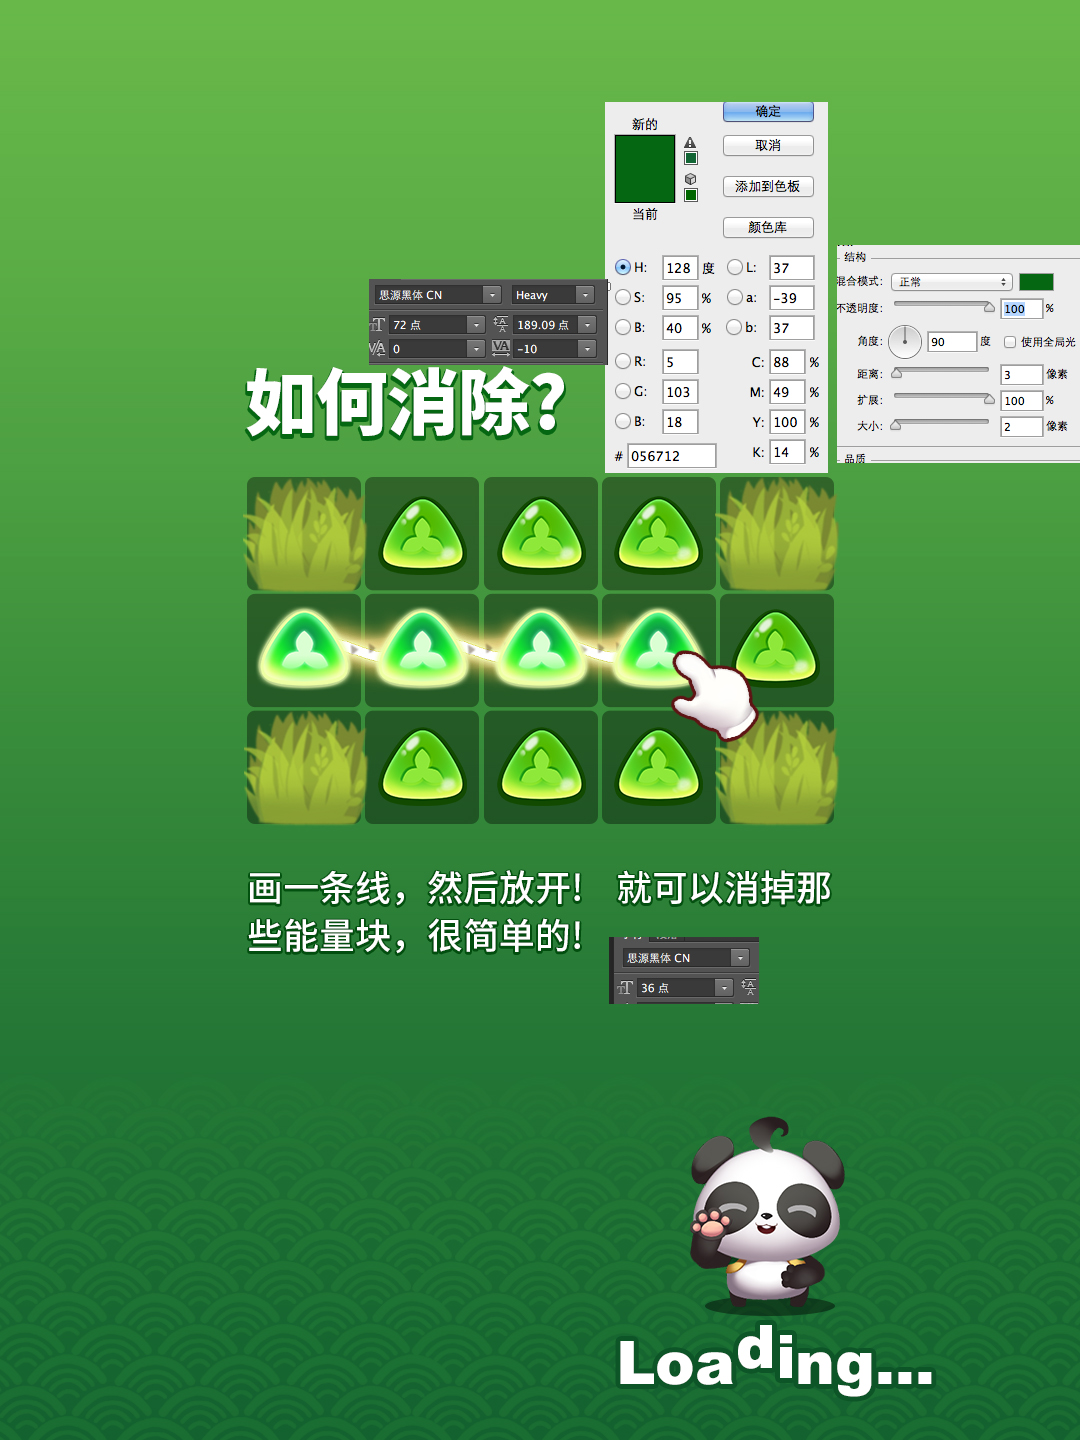 确定
新的
取消
添加到色板
当前
颜色库
H: 128 度 L: 37
S: 95 % a: -39
B: 40 % b: 37
R: 5 C: 88 %
G: 103 M: 49 %
B: 18 Y: 100 %
# 056712 K: 14 %
结构
混合模式: 正常
不透明度: 100 %
角度: 90 度 使用全局光
距离: 3 像素
扩展: 100 %
大小: 2 像素
品质
思源黑体 CN Heavy
72 点 189.09 点
0 -10
如何消除?
画一条线，然后放开! 就可以消掉那
些能量块，很简单的!
思源黑体 CN
36 点
Loading...